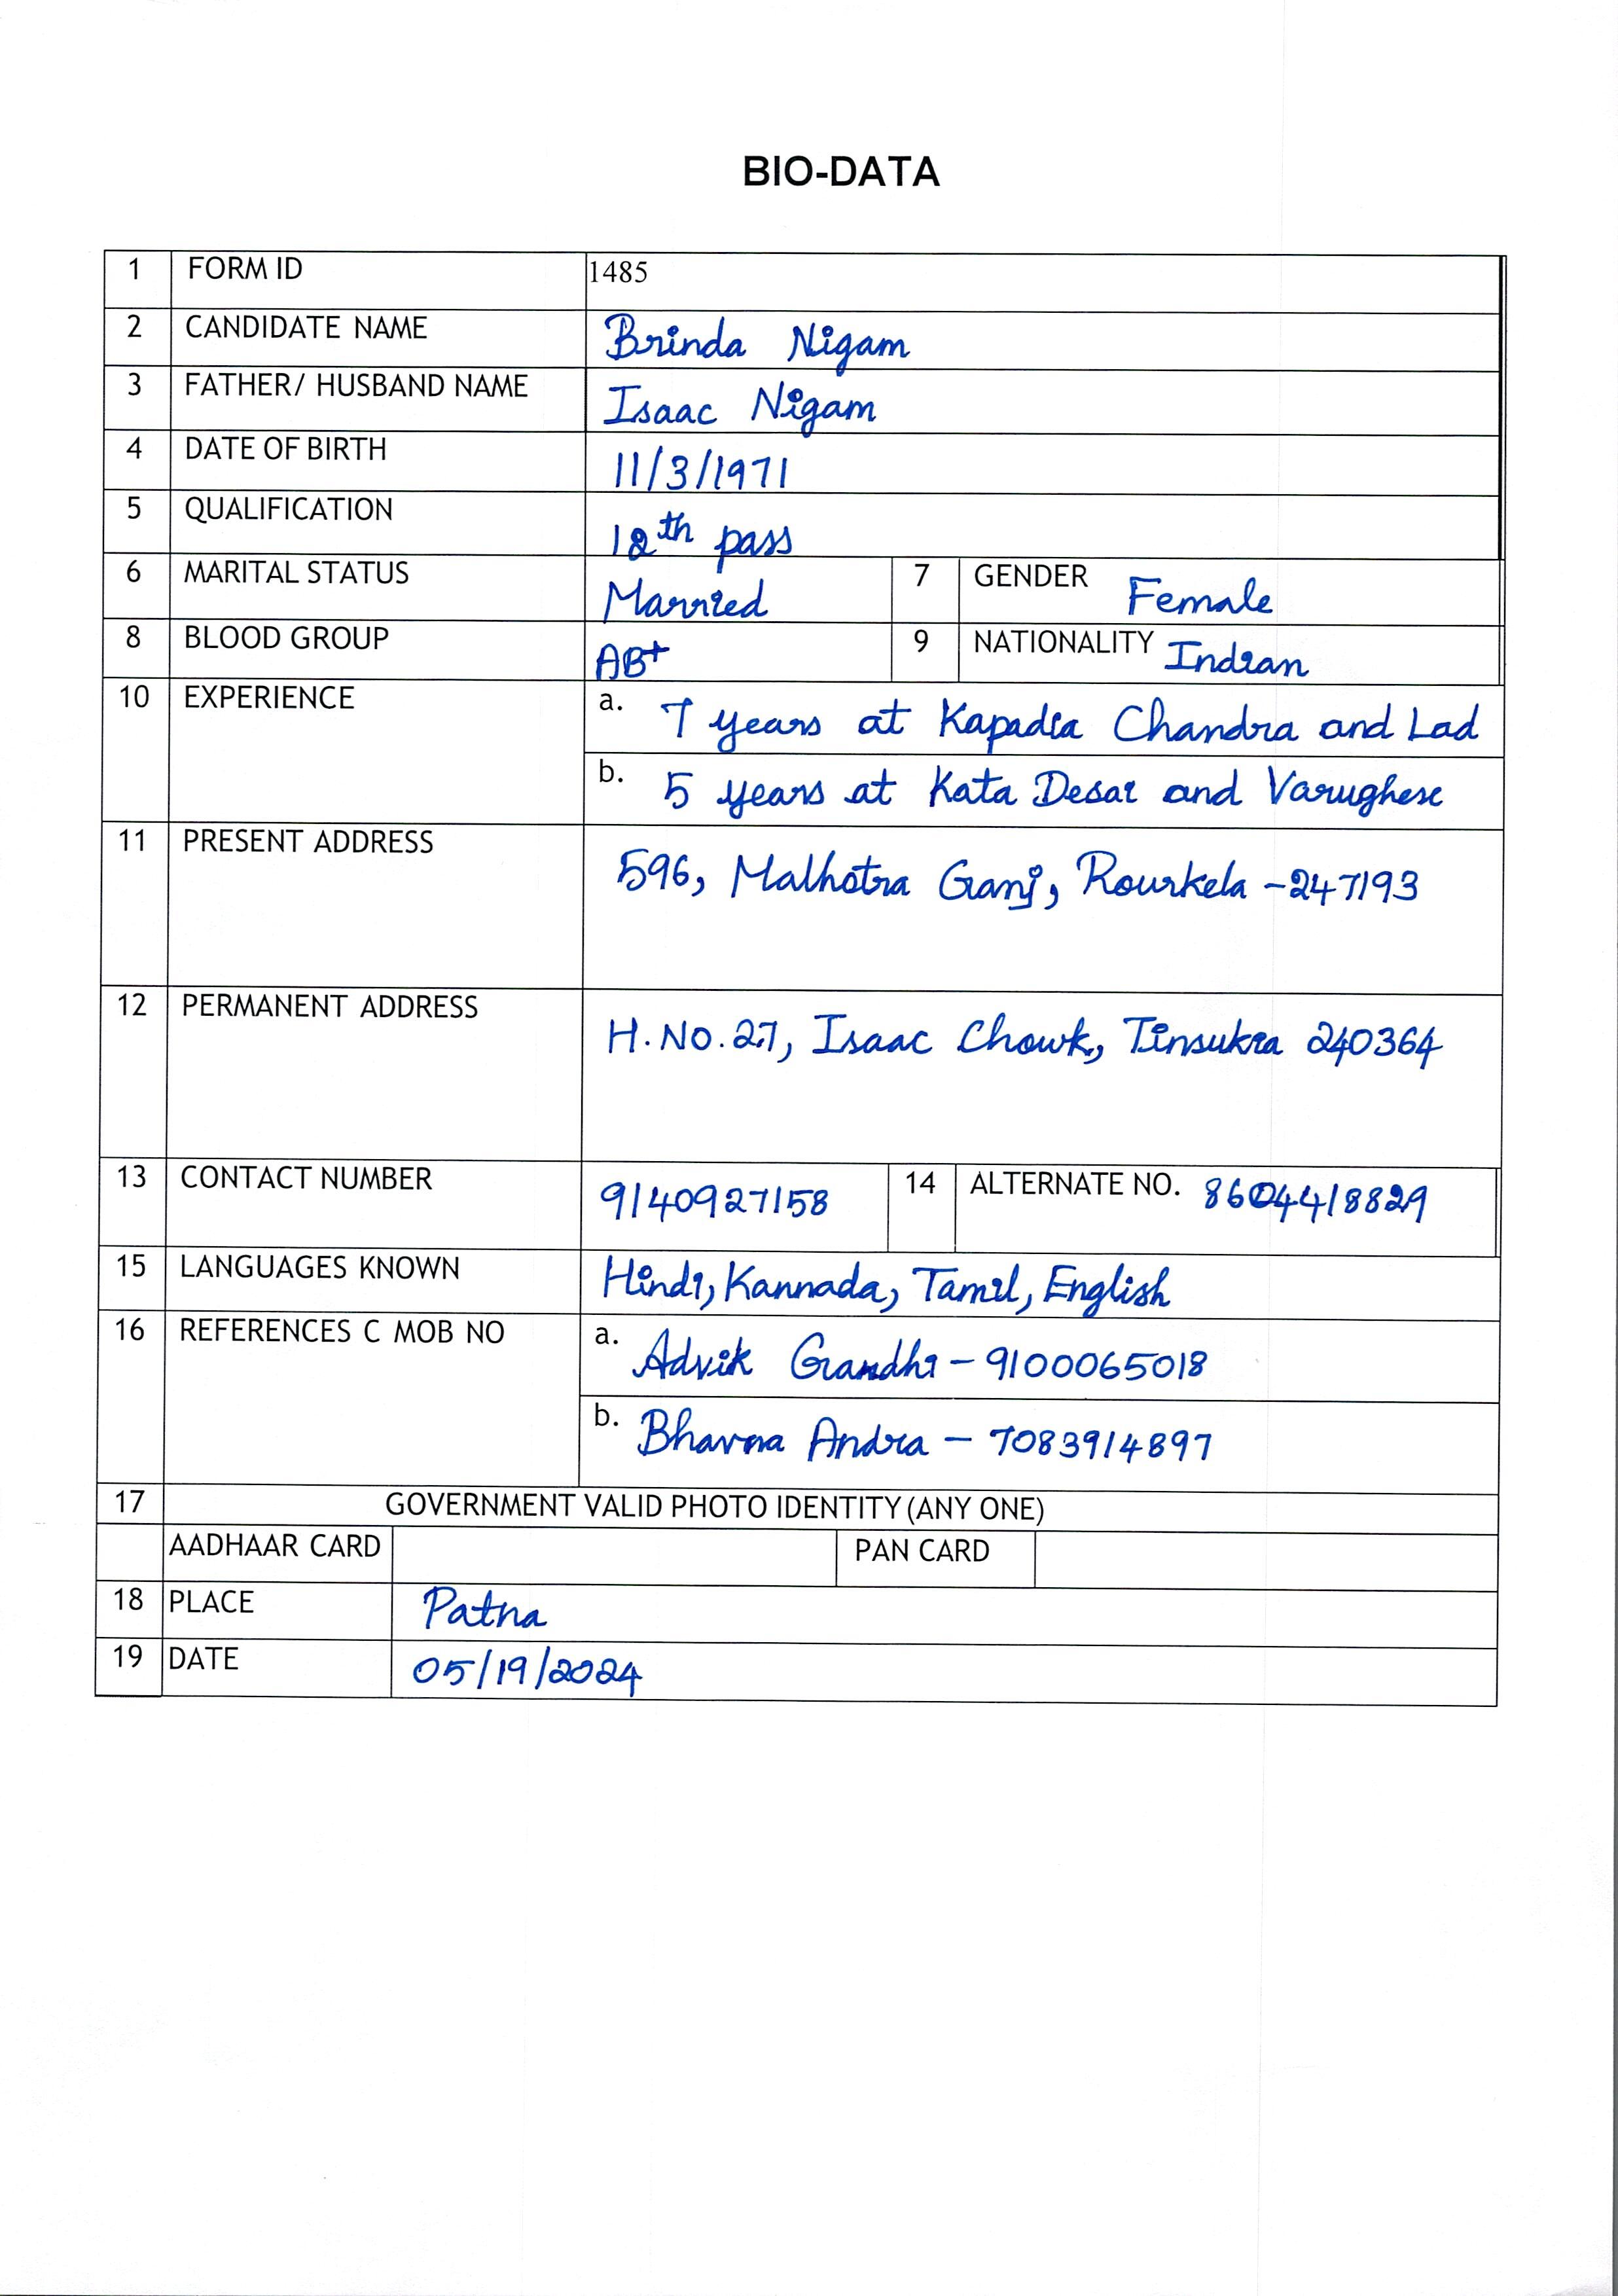 BIO-DATA
1 FORM ID 1485
2 CANDIDATE NAME Brinda Nigam
3 FATHER/ HUSBAND NAME Isaac Nigam
4 DATE OF BIRTH 11/3/1971
5 QUALIFICATION 12th pass
6 MARITAL STATUS Married 7 GENDER Female
8 BLOOD GROUP AB+ 9 NATIONALITY Indian
10 EXPERIENCE a. 7 years at Kapadia Chandra and Lad
b. 5 years at Kata Desai and Varughese
11 PRESENT ADDRESS 596, Malhotra Ganj, Rourkela -247193
12 PERMANENT ADDRESS H.NO.27, Isaac Chowk, Tinsukia 240364
13 CONTACT NUMBER 9140927158 14 ALTERNATE NO. 8604418829
15 LANGUAGES KNOWN Hindi, Kannada, Tamil, English
16 REFERENCES C MOB NO a. Advik Gandhi - 9100065018
b. Bhavna Andra - 7083914897
17 GOVERNMENT VALID PHOTO IDENTITY (ANY ONE)
AADHAAR CARD PAN CARD
18 PLACE Patna
19 DATE 05/19/2024